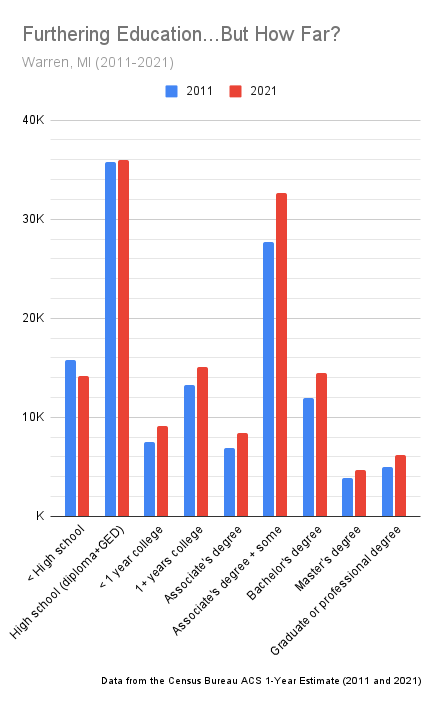 Furthering Education...But How Far?
Warren, MI (2011-2021)
2011 2021
40K
30K
20K
10K
K
< High school
High school (diploma+GED)
< 1 year college
1+ years college
Associate's degree
Associate's degree + some
Bachelor's degree
Master's degree
Graduate or professional degree
Data from the Census Bureau ACS 1-Year Estimate (2011 and 2021)